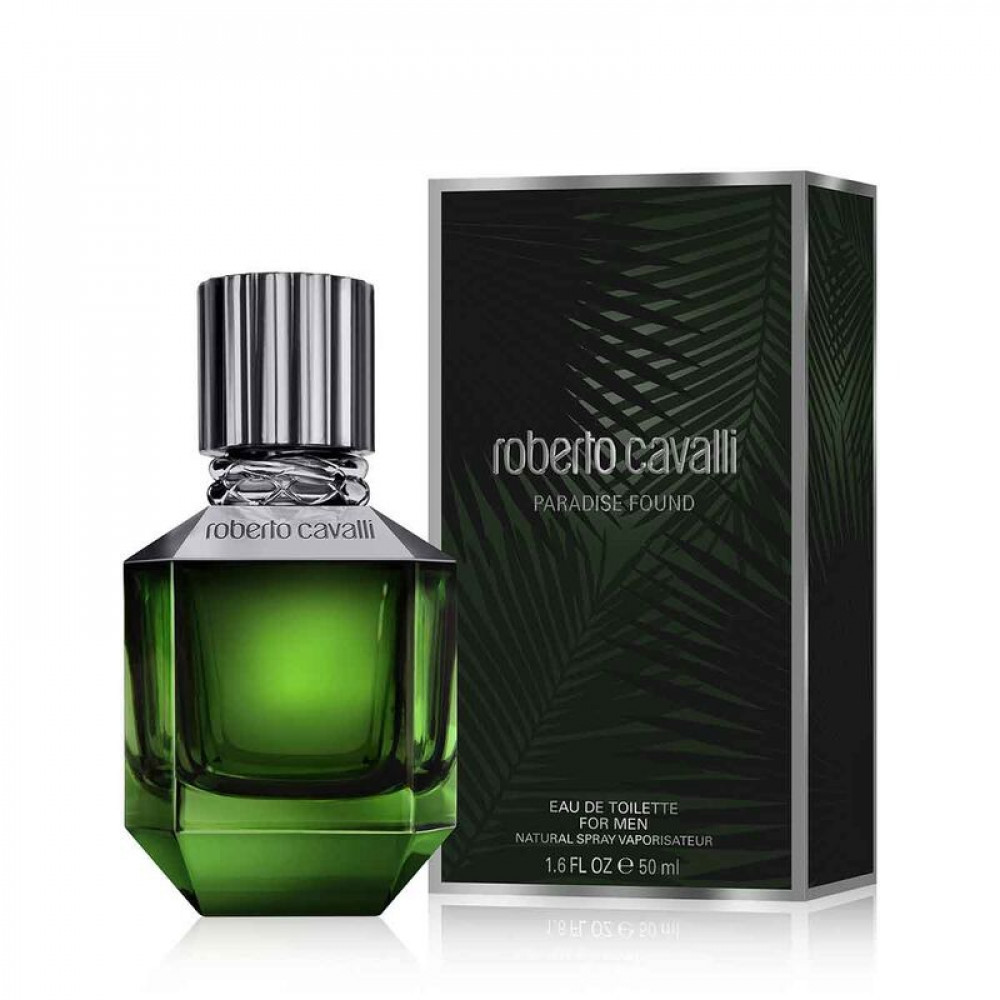 roberto cavalli
roberto cavalli
PARADISE FOUND
EAU DE TOILETTE
FOR MEN
NATURAL SPRAY VAPORISATEUR
1.6 FL OZ ℮ 50 ml